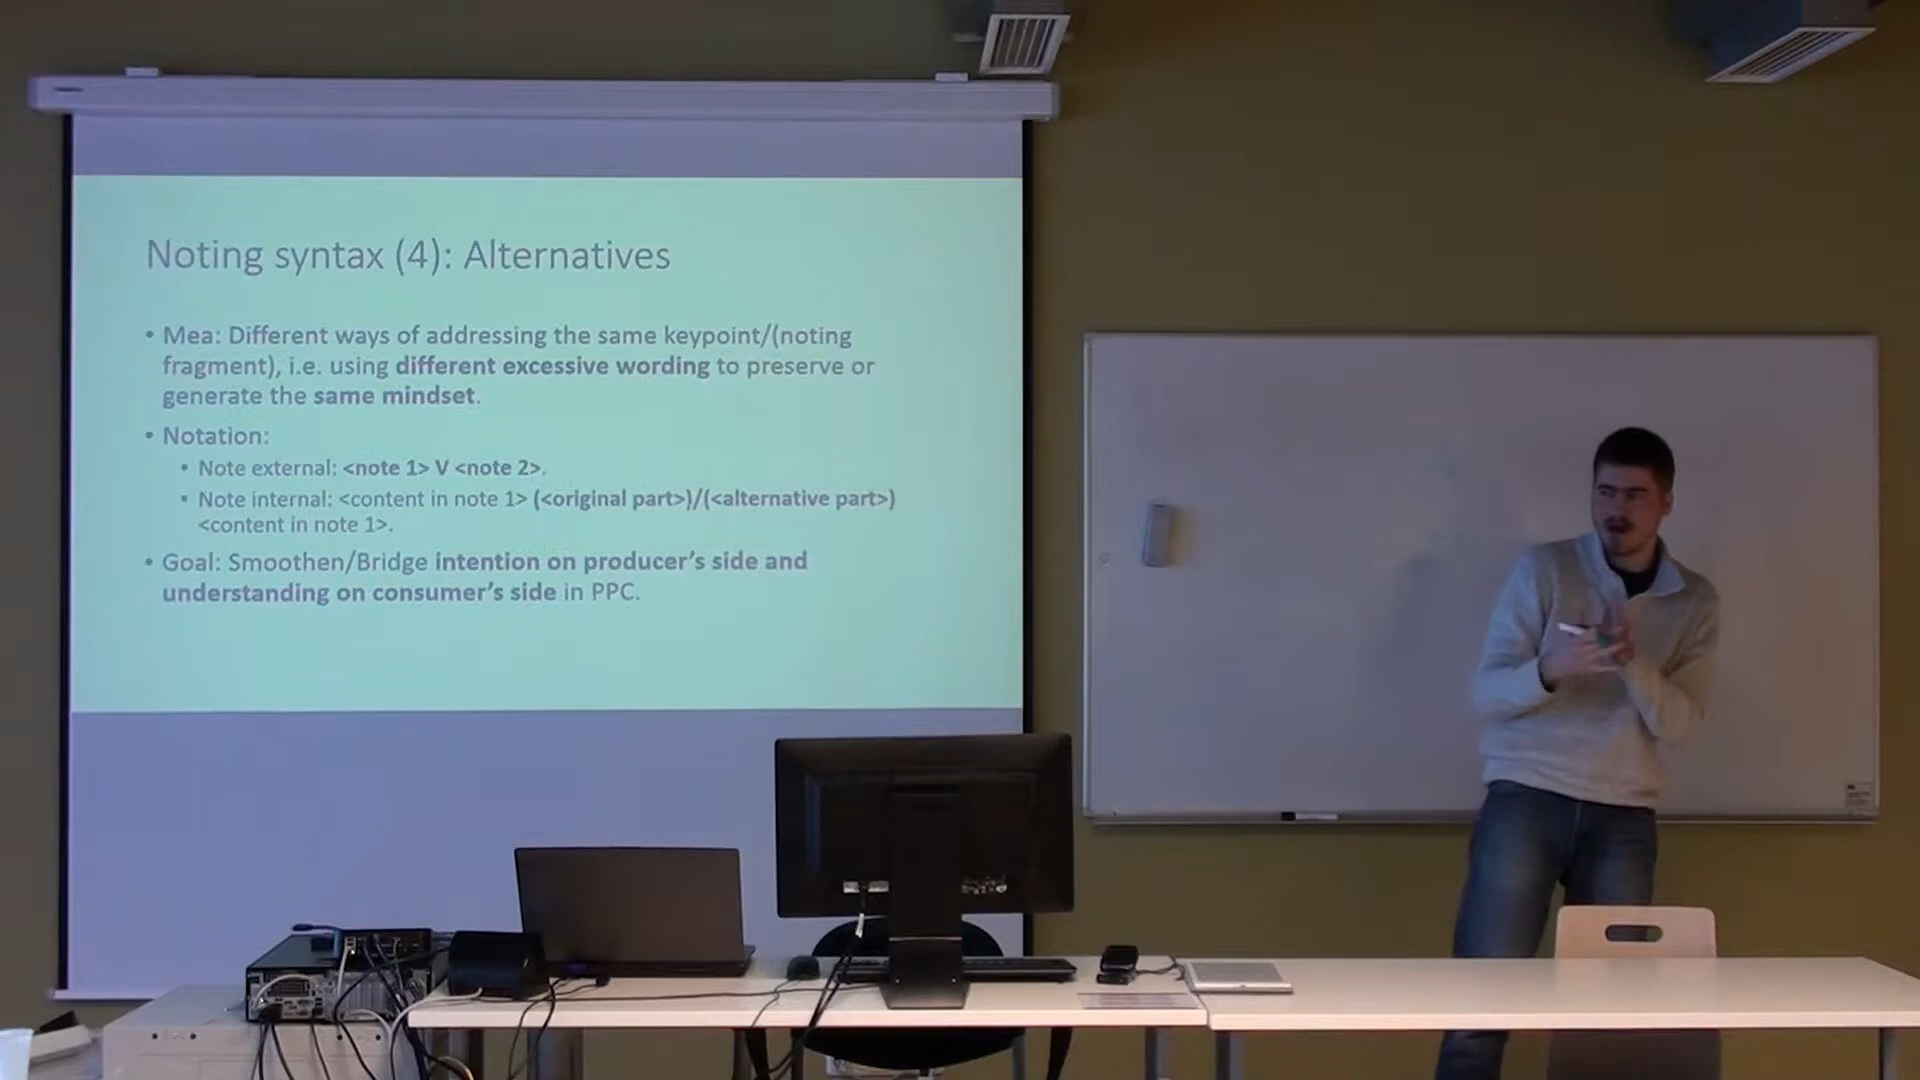 Noting syntax (4): Alternatives
• Mea: Different ways of addressing the same keypoint/(noting
fragment), i.e. using different excessive wording to preserve or
generate the same mindset.
• Notation:
• Note external: <note 1> V <note 2>.
• Note internal: <content in note 1> (<original part>)/(<alternative part>)
<content in note 1>.
• Goal: Smoothen/Bridge intention on producer's side and
understanding on consumer's side in PPC.